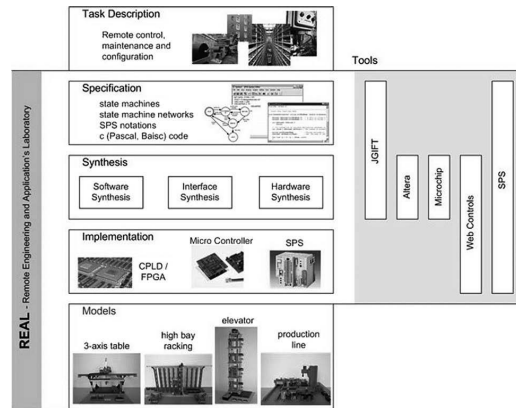 Task Description
Remote control,
maintenance and
configuration
Tools
REAL - Remote Engineering and Application's Laboratory
Specification
state machines
state machine networks
SPS notations
c (Pascal, Baisc) code
Synthesis
Software
Synthesis
Interface
Synthesis
Hardware
Synthesis
Implementation
CPLD /
FPGA
Micro Controller
SPS
JGIFT
Altera
Microchip
Web Controls
SPS
Models
3-axis table
high bay
racking
elevator
production
line